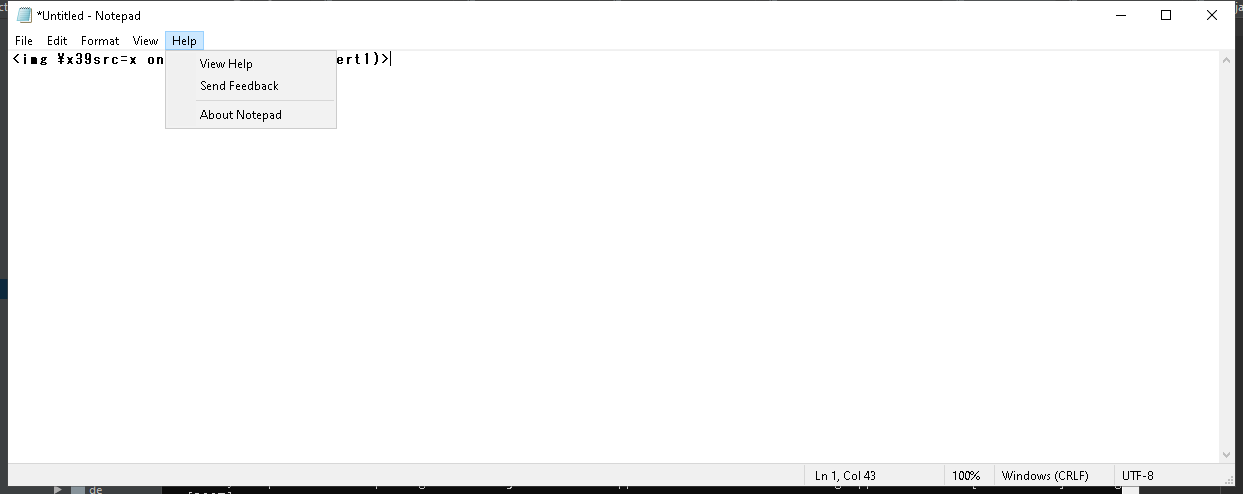 *Untitled - Notepad
File Edit Format View Help
<img ¥x39src=x on ert1)>
View Help
Send Feedback
About Notepad
Ln 1, Col 43 100% Windows (CRLF) UTF-8
de